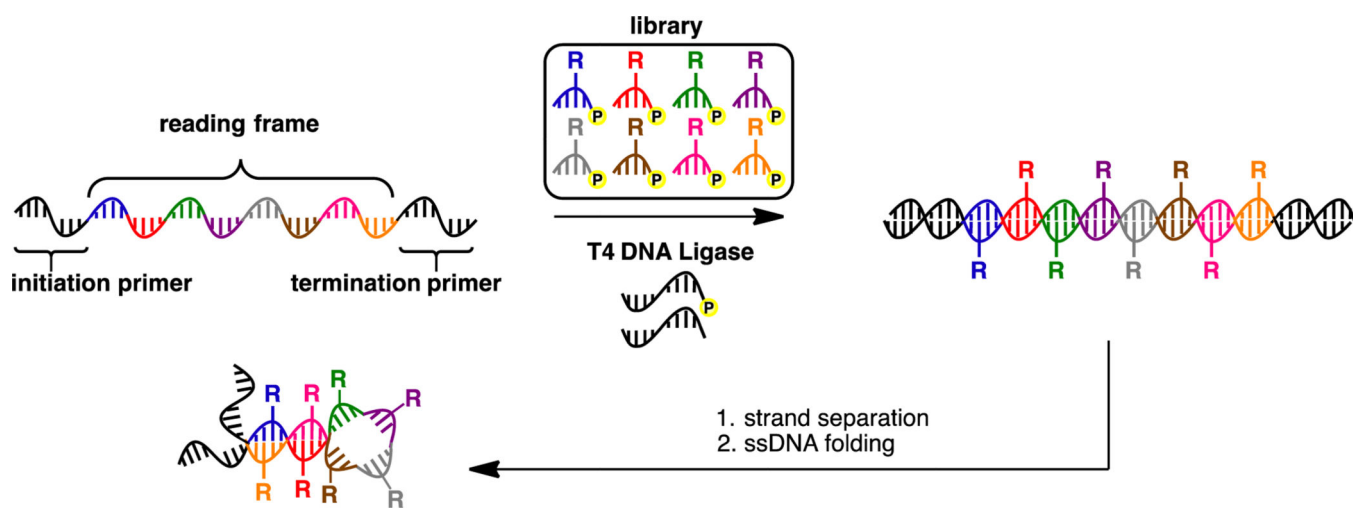 library
R R R R
P P P P
R R R R
P P P P
reading frame
initiation primer
termination primer
T4 DNA Ligase
P
R R R R
R R R R
1. strand separation
2. ssDNA folding
R R R R
R R R R